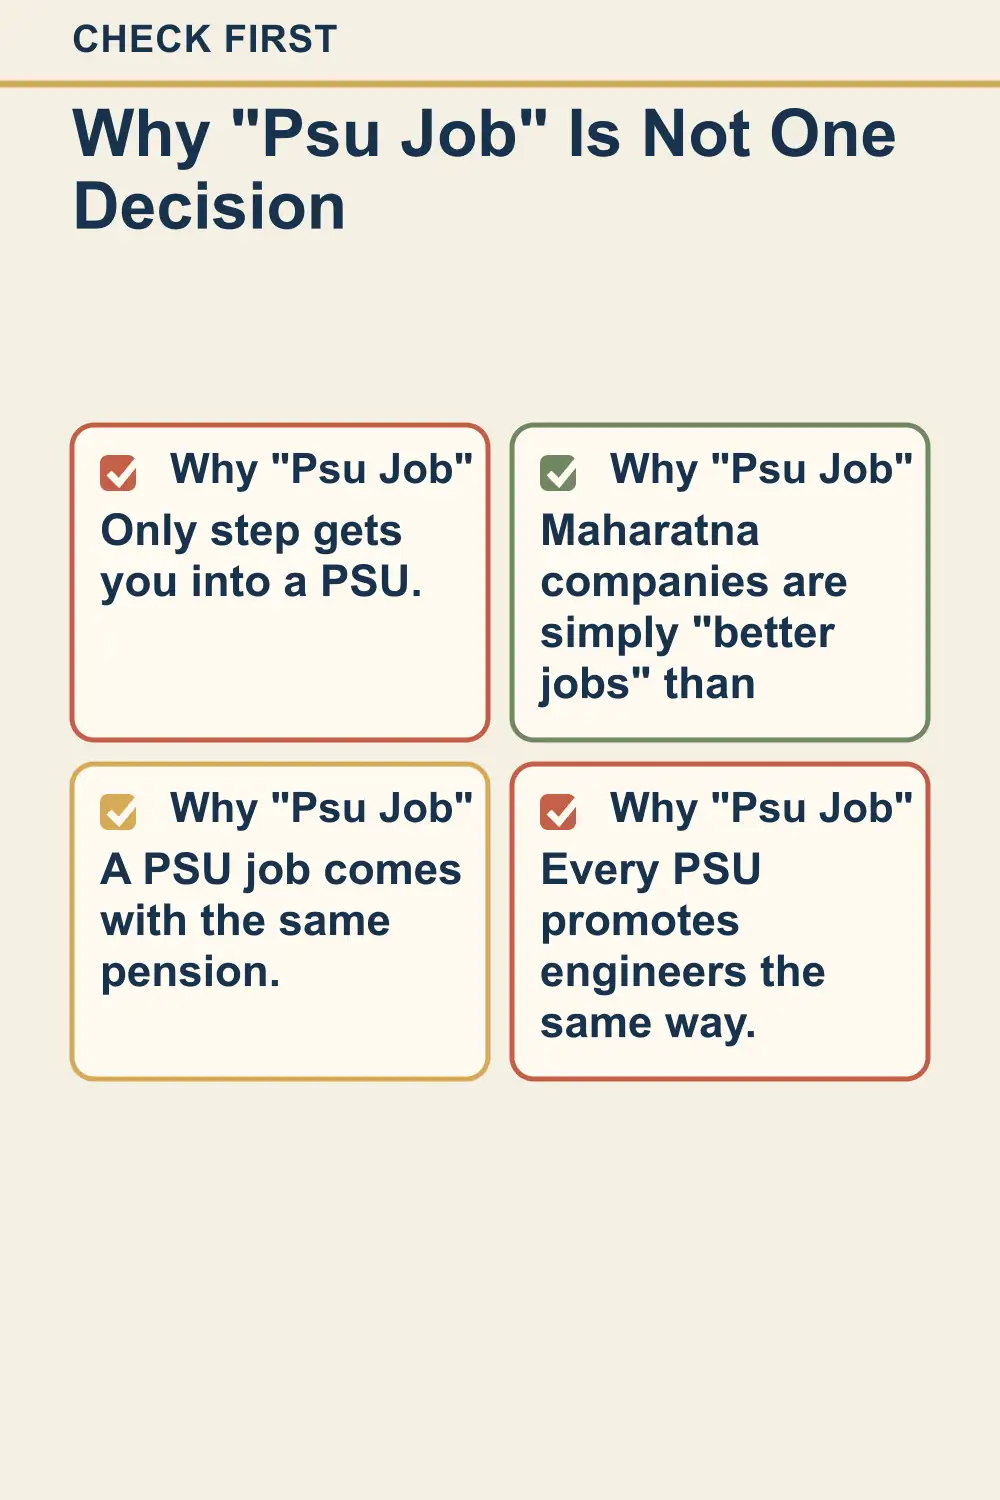 CHECK FIRST
Why "Psu Job" Is Not One
Decision
Why "Psu Job"
Only step gets
you into a PSU.
Why "Psu Job"
Maharatna
companies are
simply "better
jobs" than
Why "Psu Job"
A PSU job comes
with the same
pension.
Why "Psu Job"
Every PSU
promotes
engineers the
same way.